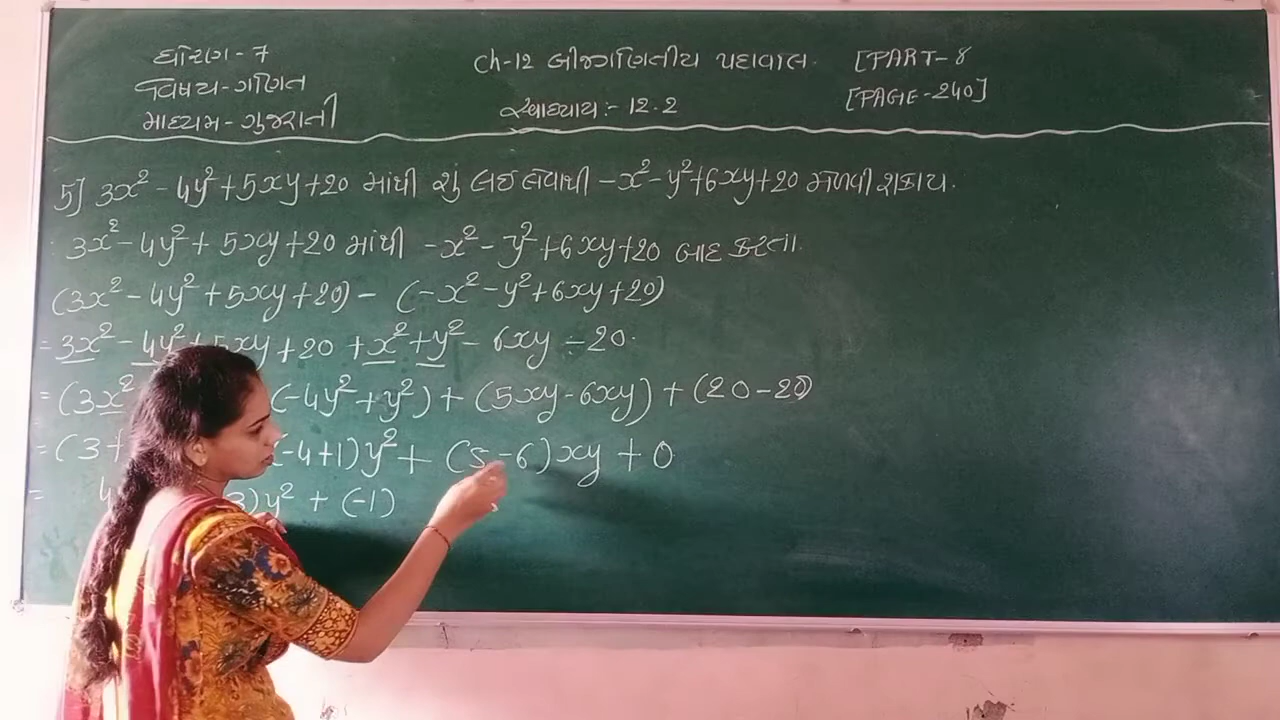 ધોરણ-7
વિષય-ગણિત
માધ્યમ-ગુજરાતી
Ch-12 બીજગણિતીય પદાવલિ.
સ્વાધ્યાય:- 12.2
[PART-8
[PAGE-240]
5] 3x² - 4y² + 5xy + 20 માંથી શું લઇ લેવાથી -x² - y² + 6xy + 20 મળી શકાય.
3x² - 4y² + 5xy + 20 માંથી -x² - y² + 6xy + 20 બાદ કરતા.
(3x² - 4y² + 5xy + 20) - (-x² - y² + 6xy + 20)
= 3x² - 4y² + 5xy + 20 + x² + y² - 6xy - 20.
= (3x² (-4y² + y²) + (5xy - 6xy) + (20 - 20)
= (3+ (-4+1)y² + (5-6)xy + 0
= 4 3)y² + (-1)